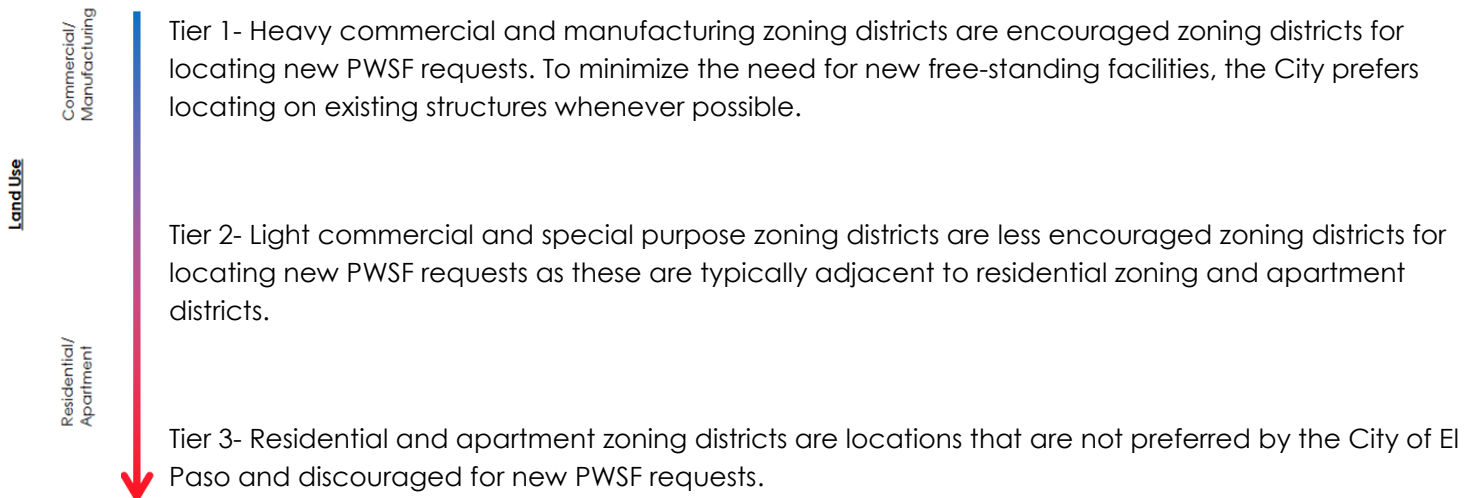 Land Use
Commercial/
Manufacturing
Tier 1- Heavy commercial and manufacturing zoning districts are encouraged zoning districts for
locating new PWSF requests. To minimize the need for new free-standing facilities, the City prefers
locating on existing structures whenever possible.
Tier 2- Light commercial and special purpose zoning districts are less encouraged zoning districts for
locating new PWSF requests as these are typically adjacent to residential zoning and apartment
districts.
Residential/
Apartment
Tier 3- Residential and apartment zoning districts are locations that are not preferred by the City of El
Paso and discouraged for new PWSF requests.